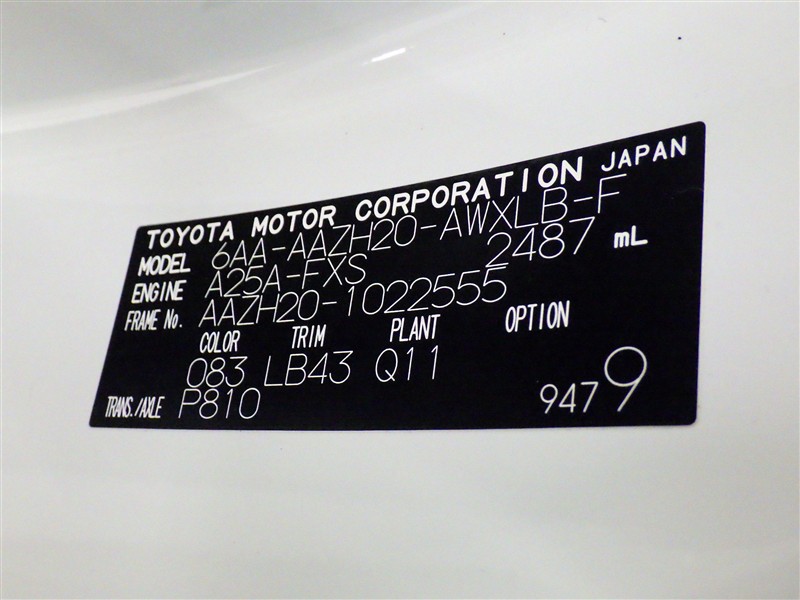 TOYOTA MOTOR CORPORATION JAPAN
MODEL 6AA-AAZH20-AWXLB-F
ENGINE A25A-FXS 2487 mL
FRAME No. AAZH20-1022555
COLOR TRIM PLANT OPTION
083 LB43 Q11
TRANS./AXLE P810 9479